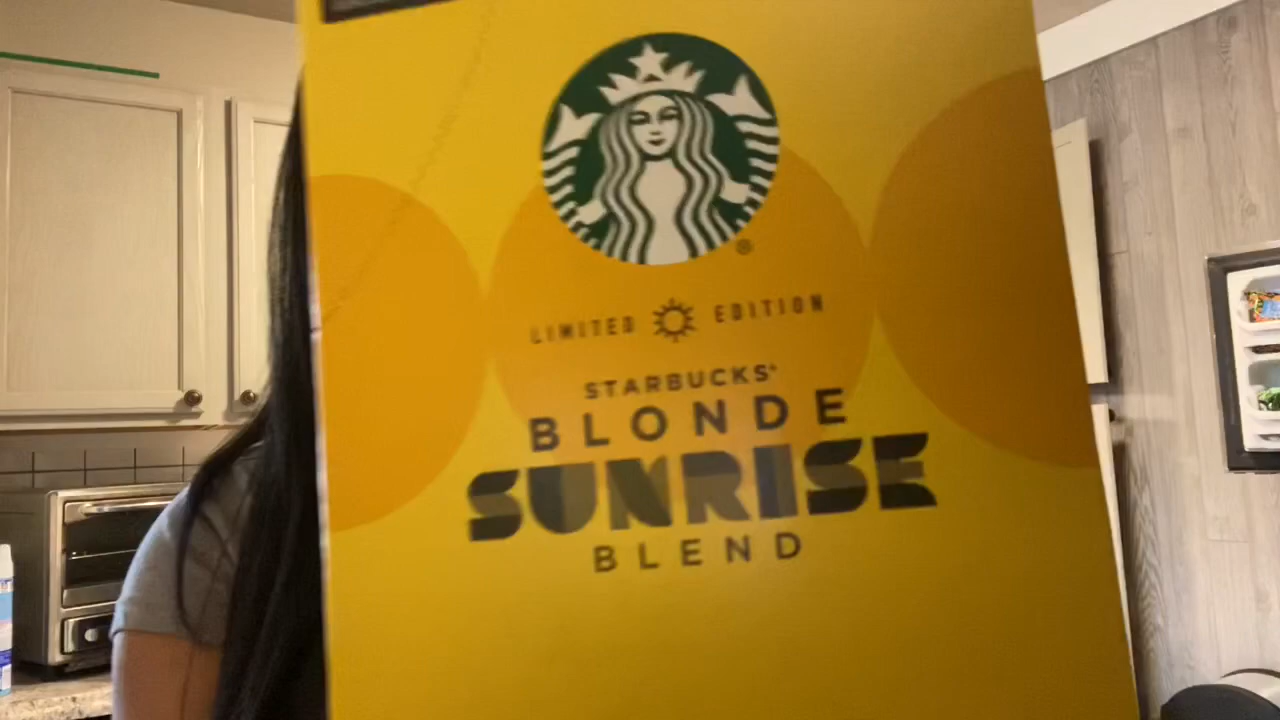 LIMITED EDITION
STARBUCKS®
BLONDE
SUNRISE
BLEND